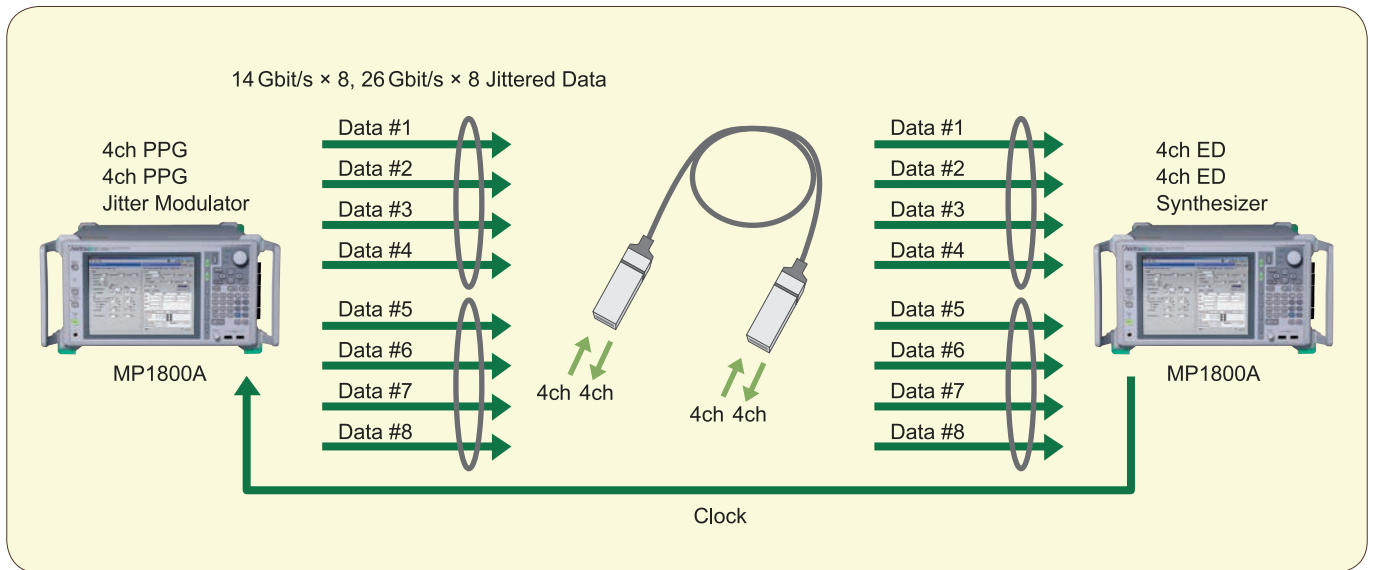 14 Gbit/s × 8, 26 Gbit/s × 8 Jittered Data
4ch PPG
4ch PPG
Jitter Modulator
MP1800A
Data #1
Data #2
Data #3
Data #4
Data #5
Data #6
Data #7
Data #8
4ch 4ch
4ch 4ch
Data #1
Data #2
Data #3
Data #4
Data #5
Data #6
Data #7
Data #8
4ch ED
4ch ED
Synthesizer
MP1800A
Clock